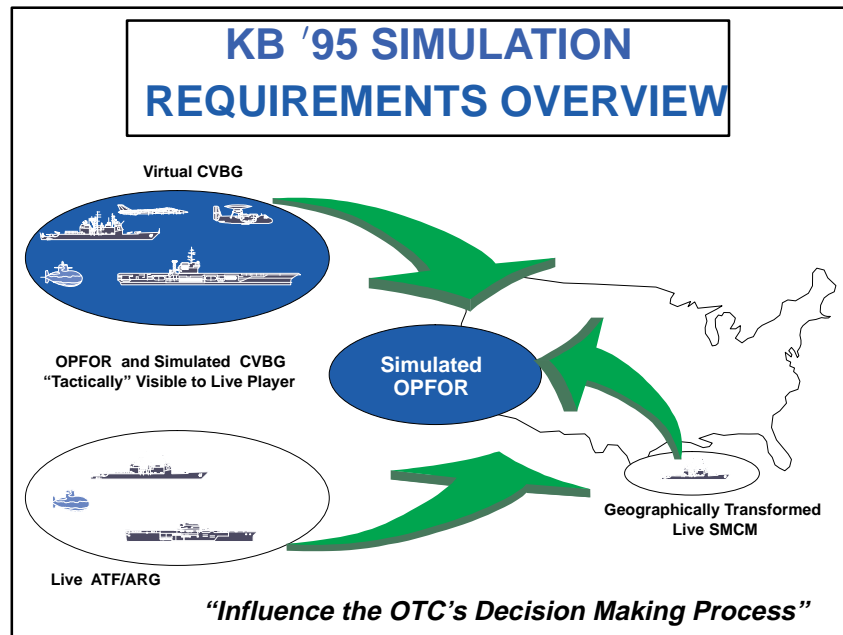 KB ′95 SIMULATION
REQUIREMENTS OVERVIEW
Virtual CVBG
OPFOR and Simulated CVBG
“Tactically” Visible to Live Player
Simulated
OPFOR
Geographically Transformed
Live SMCM
Live ATF/ARG
“Influence the OTC’s Decision Making Process”